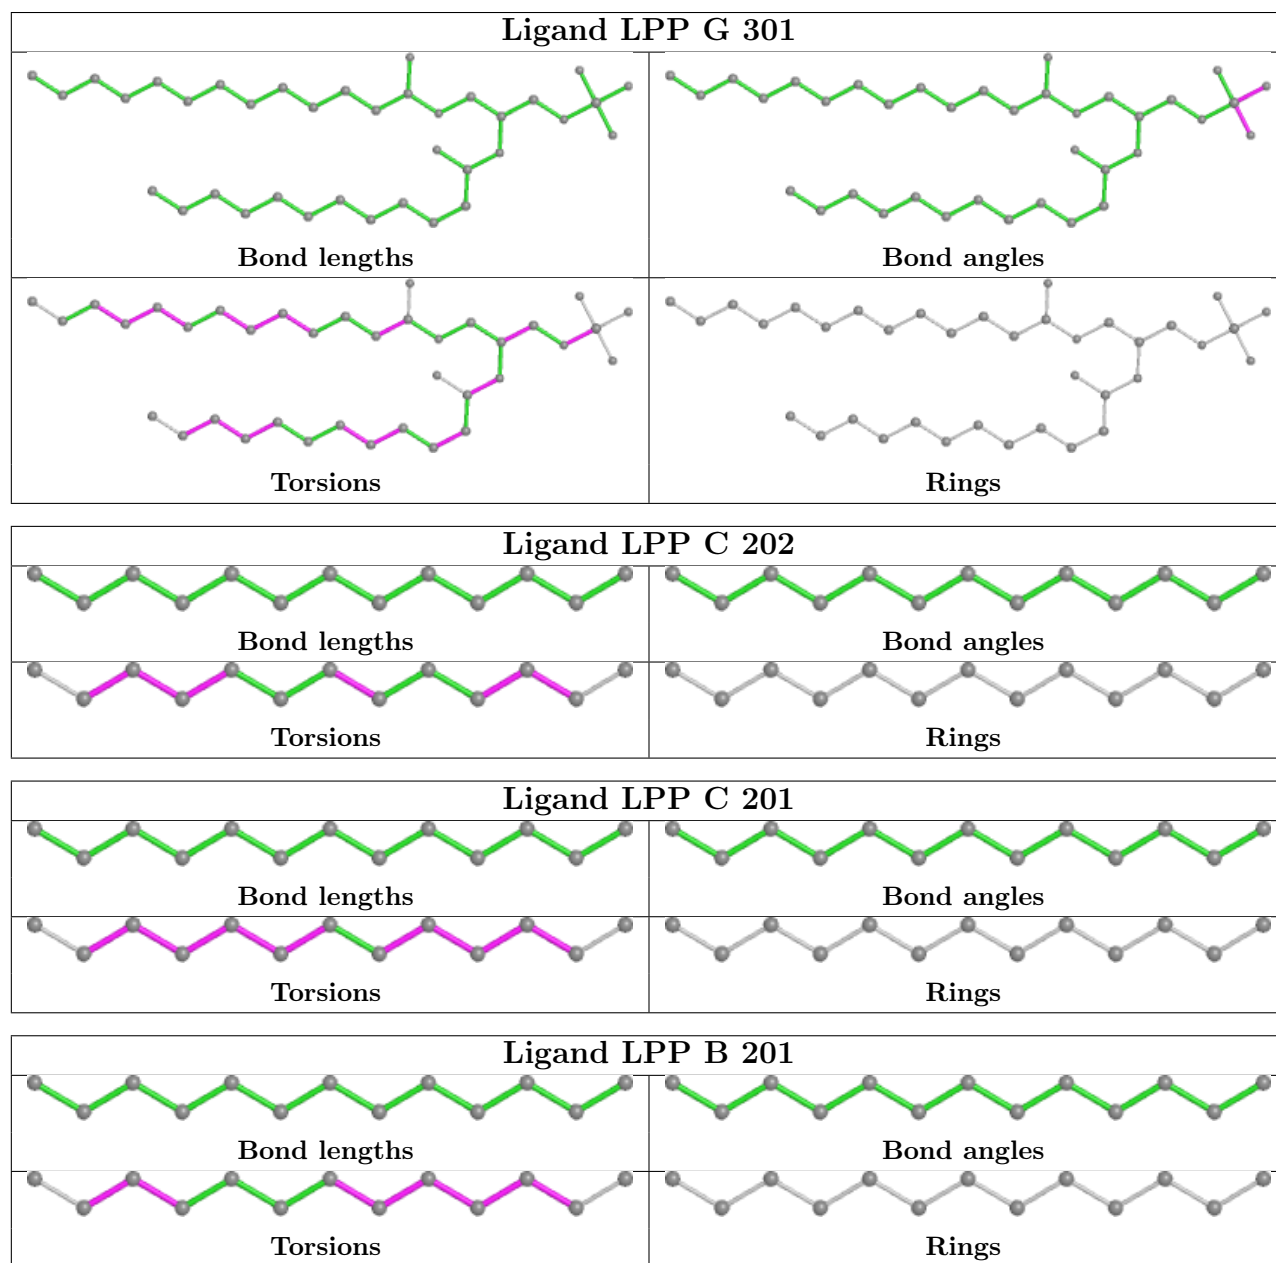 Ligand LPP G 301
Bond lengths Bond angles
Torsions Rings
Ligand LPP C 202
Bond lengths Bond angles
Torsions Rings
Ligand LPP C 201
Bond lengths Bond angles
Torsions Rings
Ligand LPP B 201
Bond lengths Bond angles
Torsions Rings